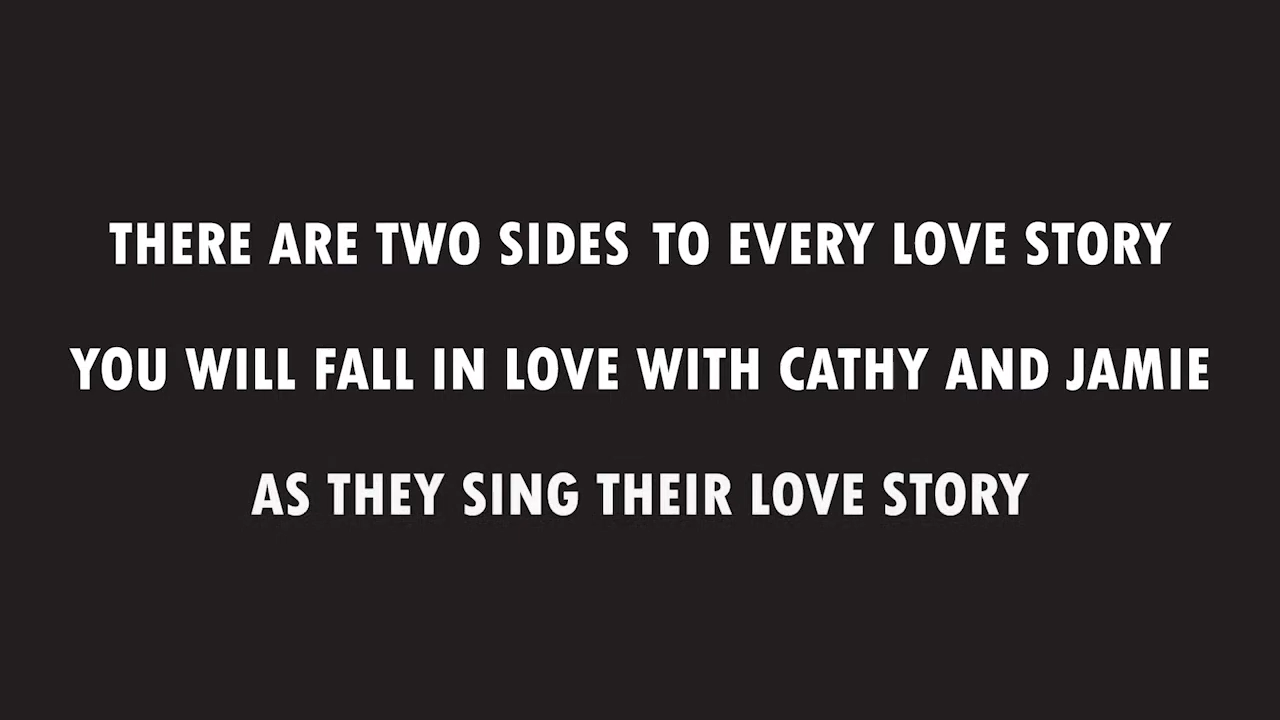 THERE ARE TWO SIDES TO EVERY LOVE STORY
YOU WILL FALL IN LOVE WITH CATHY AND JAMIE
AS THEY SING THEIR LOVE STORY